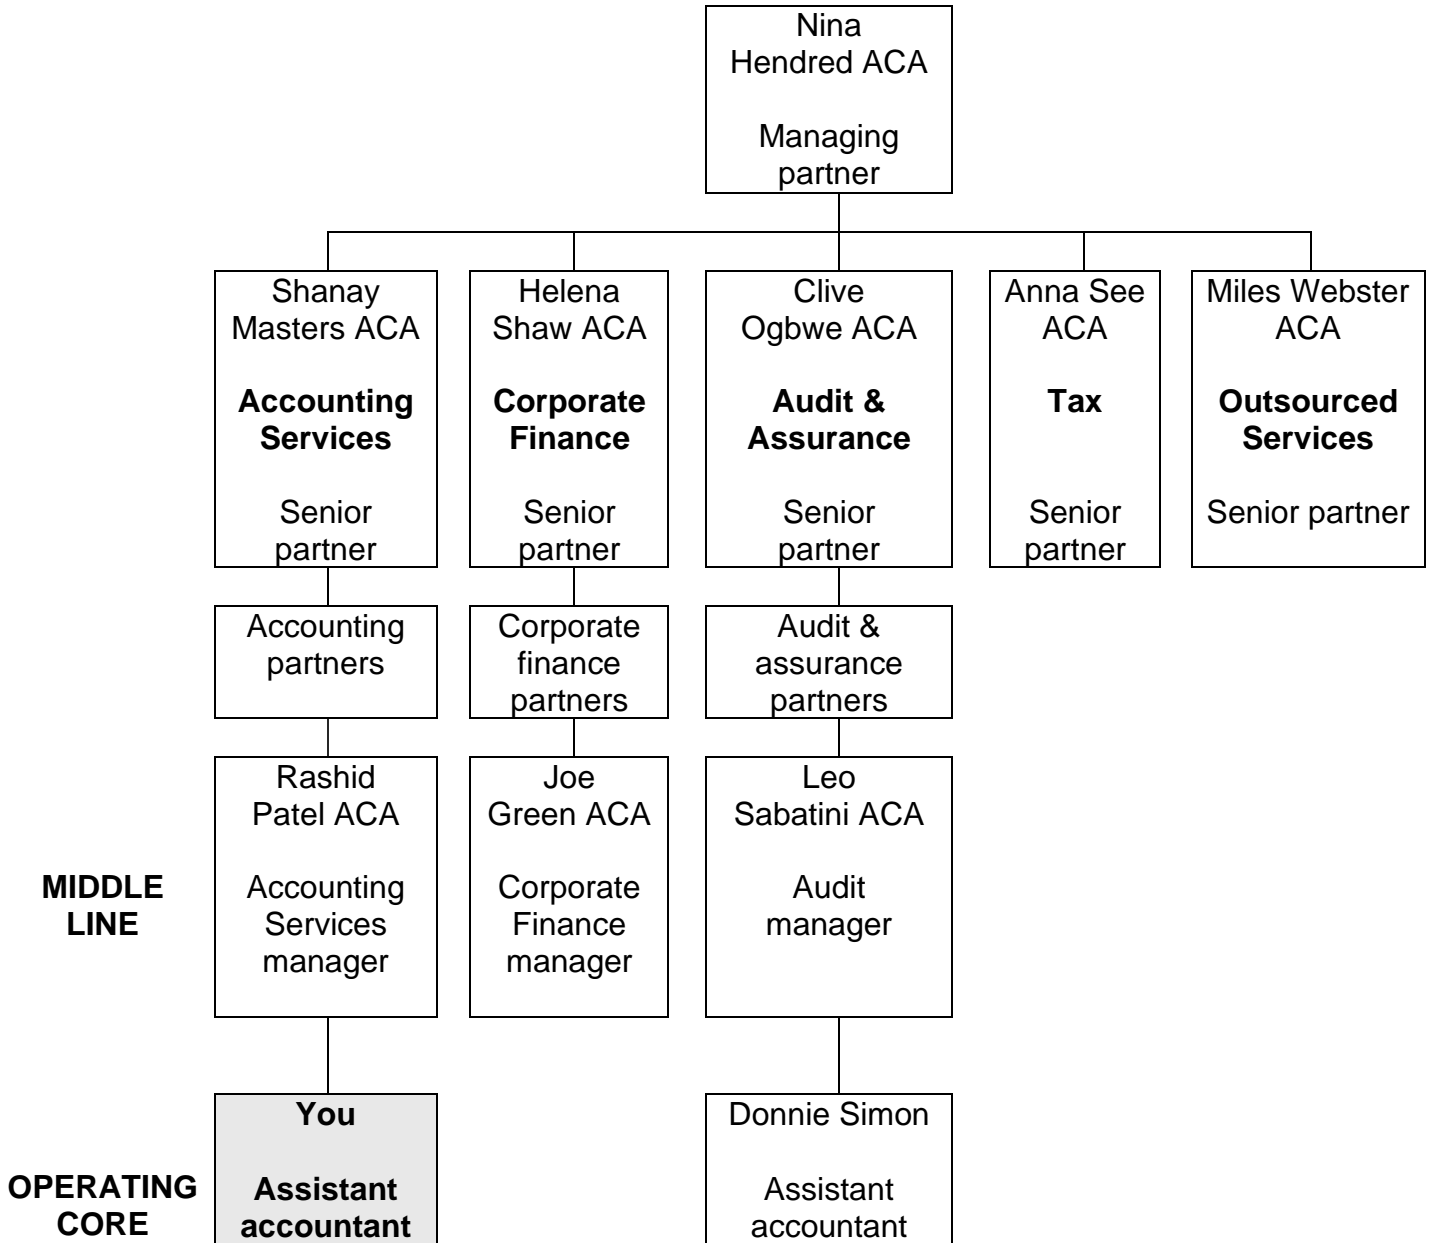 Nina
Hendred ACA
Managing
partner
Shanay
Masters ACA
Accounting
Services
Senior
partner
Helena
Shaw ACA
Corporate
Finance
Senior
partner
Clive
Ogbwe ACA
Audit &
Assurance
Senior
partner
Anna See
ACA
Tax
Senior
partner
Miles Webster
ACA
Outsourced
Services
Senior partner
Accounting
partners
Corporate
finance
partners
Audit &
assurance
partners
MIDDLE
LINE
Rashid
Patel ACA
Accounting
Services
manager
Joe
Green ACA
Corporate
Finance
manager
Leo
Sabatini ACA
Audit
manager
OPERATING
CORE
You
Assistant
accountant
Donnie Simon
Assistant
accountant